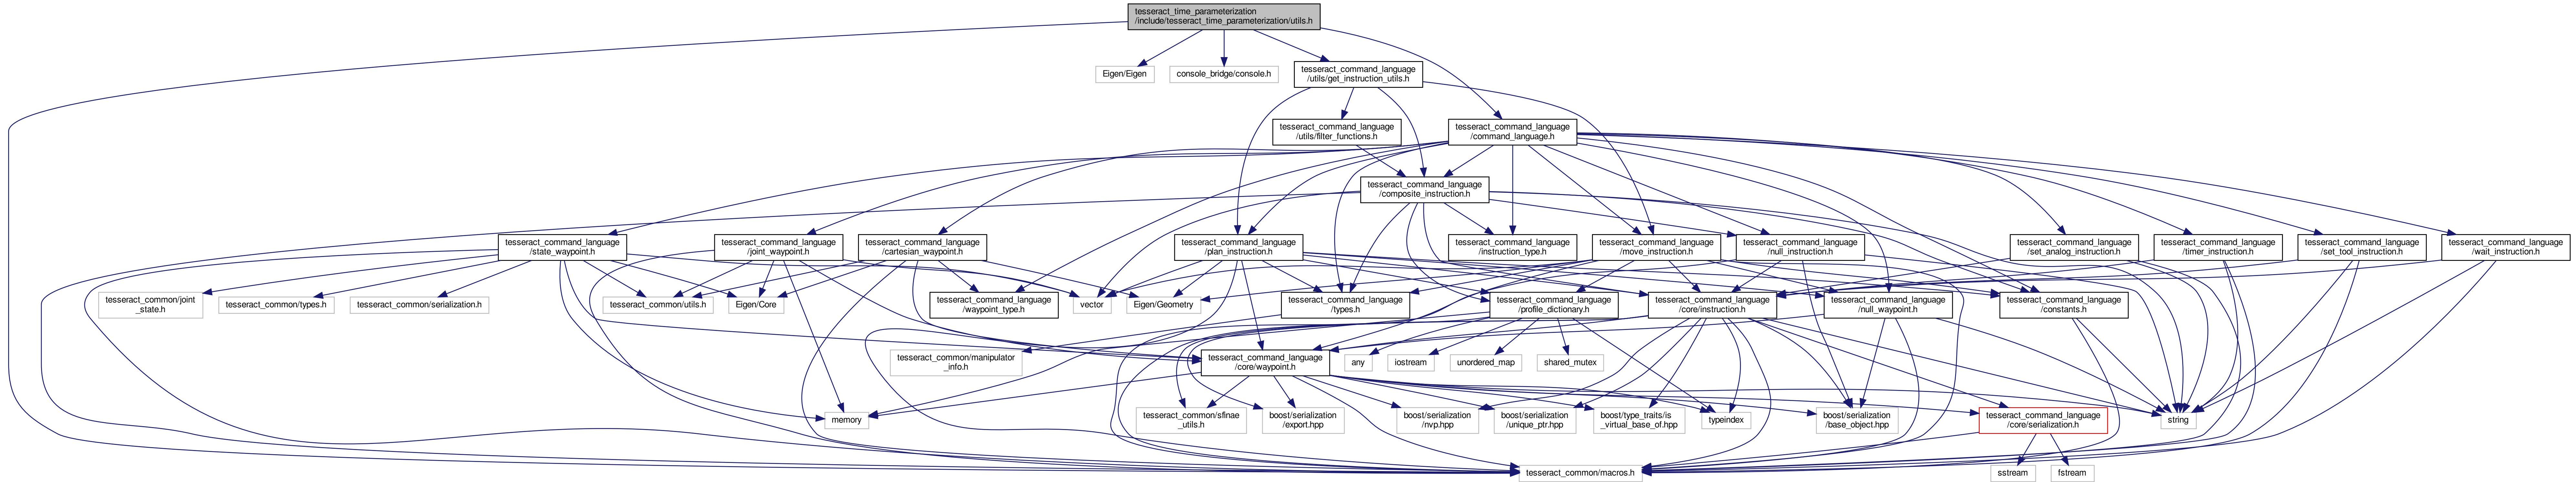 tesseract_time_parameterization
/include/tesseract_time_parameterization/utils.h
Eigen/Eigen
console_bridge/console.h
tesseract_command_language
/utils/get_instruction_utils.h
tesseract_command_language
/utils/filter_functions.h
tesseract_command_language
/command_language.h
tesseract_command_language
/composite_instruction.h
tesseract_command_language
/state_waypoint.h
tesseract_command_language
/joint_waypoint.h
tesseract_command_language
/cartesian_waypoint.h
tesseract_command_language
/plan_instruction.h
tesseract_command_language
/instruction_type.h
tesseract_command_language
/move_instruction.h
tesseract_command_language
/null_instruction.h
tesseract_command_language
/set_analog_instruction.h
tesseract_command_language
/timer_instruction.h
tesseract_command_language
/set_tool_instruction.h
tesseract_command_language
/wait_instruction.h
tesseract_common/joint
_state.h
tesseract_common/types.h
tesseract_common/serialization.h
tesseract_common/utils.h
Eigen/Core
tesseract_command_language
/waypoint_type.h
vector
Eigen/Geometry
tesseract_command_language
/types.h
tesseract_command_language
/profile_dictionary.h
tesseract_command_language
/core/instruction.h
tesseract_command_language
/null_waypoint.h
tesseract_command_language
/constants.h
tesseract_common/manipulator
_info.h
tesseract_command_language
/core/waypoint.h
any
iostream
unordered_map
shared_mutex
memory
tesseract_common/sfinae
_utils.h
boost/serialization
/export.hpp
boost/serialization
/nvp.hpp
boost/serialization
/unique_ptr.hpp
boost/type_traits/is
_virtual_base_of.hpp
typeindex
boost/serialization
/base_object.hpp
tesseract_command_language
/core/serialization.h
string
tesseract_common/macros.h
sstream
fstream